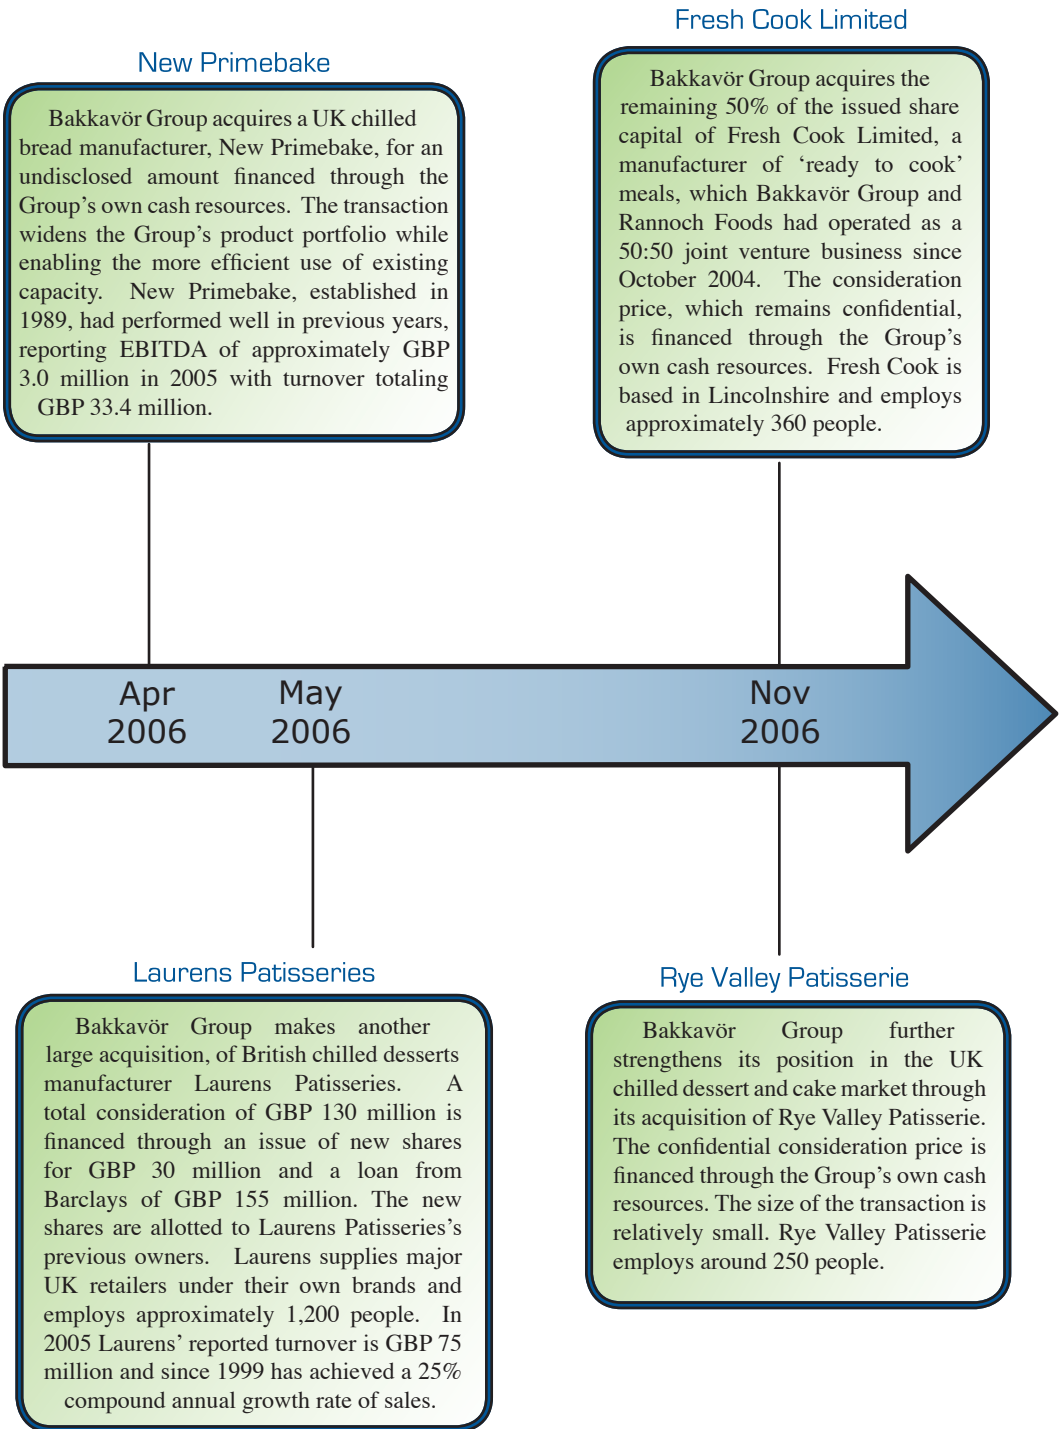 New Primebake
Bakkavör Group acquires a UK chilled
bread manufacturer, New Primebake, for an
undisclosed amount financed through the
Group's own cash resources. The transaction
widens the Group's product portfolio while
enabling the more efficient use of existing
capacity. New Primebake, established in
1989, had performed well in previous years,
reporting EBITDA of approximately GBP
3.0 million in 2005 with turnover totaling
GBP 33.4 million.
Fresh Cook Limited
Bakkavör Group acquires the
remaining 50% of the issued share
capital of Fresh Cook Limited, a
manufacturer of ‘ready to cook’
meals, which Bakkavör Group and
Rannoch Foods had operated as a
50:50 joint venture business since
October 2004. The consideration
price, which remains confidential,
is financed through the Group's
own cash resources. Fresh Cook is
based in Lincolnshire and employs
approximately 360 people.
Apr
2006
May
2006
Nov
2006
Laurens Patisseries
Bakkavör Group makes another
large acquisition, of British chilled desserts
manufacturer Laurens Patisseries. A
total consideration of GBP 130 million is
financed through an issue of new shares
for GBP 30 million and a loan from
Barclays of GBP 155 million. The new
shares are allotted to Laurens Patisseries's
previous owners. Laurens supplies major
UK retailers under their own brands and
employs approximately 1,200 people. In
2005 Laurens' reported turnover is GBP 75
million and since 1999 has achieved a 25%
compound annual growth rate of sales.
Rye Valley Patisserie
Bakkavör Group further
strengthens its position in the UK
chilled dessert and cake market through
its acquisition of Rye Valley Patisserie.
The confidential consideration price is
financed through the Group's own cash
resources. The size of the transaction is
relatively small. Rye Valley Patisserie
employs around 250 people.